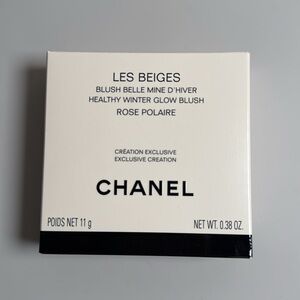 LES BEIGES
BLUSH BELLE MINE D'HIVER
HEALTHY WINTER GLOW BLUSH
ROSE POLAIRE
CRÉATION EXCLUSIVE
EXCLUSIVE CREATION
CHANEL
POIDS NET 11 g NET WT. 0.38 OZ.